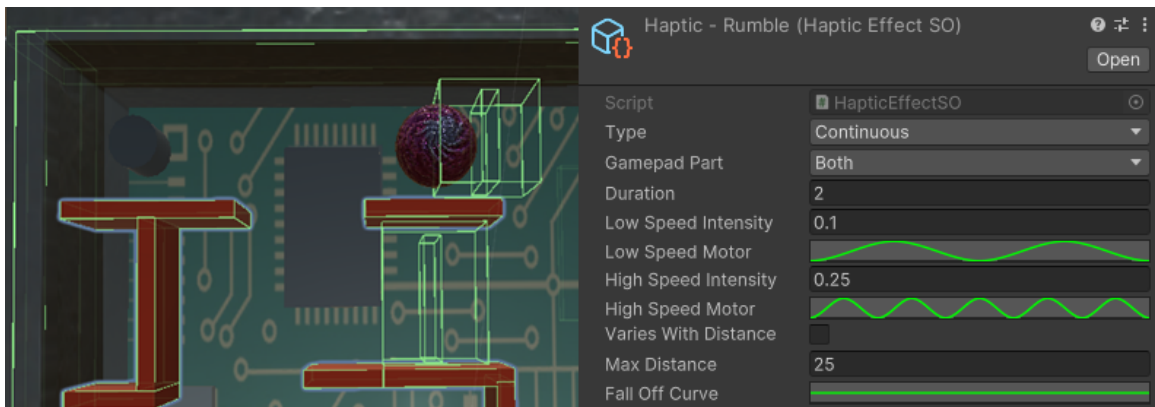 Haptic - Rumble (Haptic Effect SO)
Open
Script HapticEffectSO
Type Continuous
Gamepad Part Both
Duration 2
Low Speed Intensity 0.1
Low Speed Motor
High Speed Intensity 0.25
High Speed Motor
Varies With Distance
Max Distance 25
Fall Off Curve